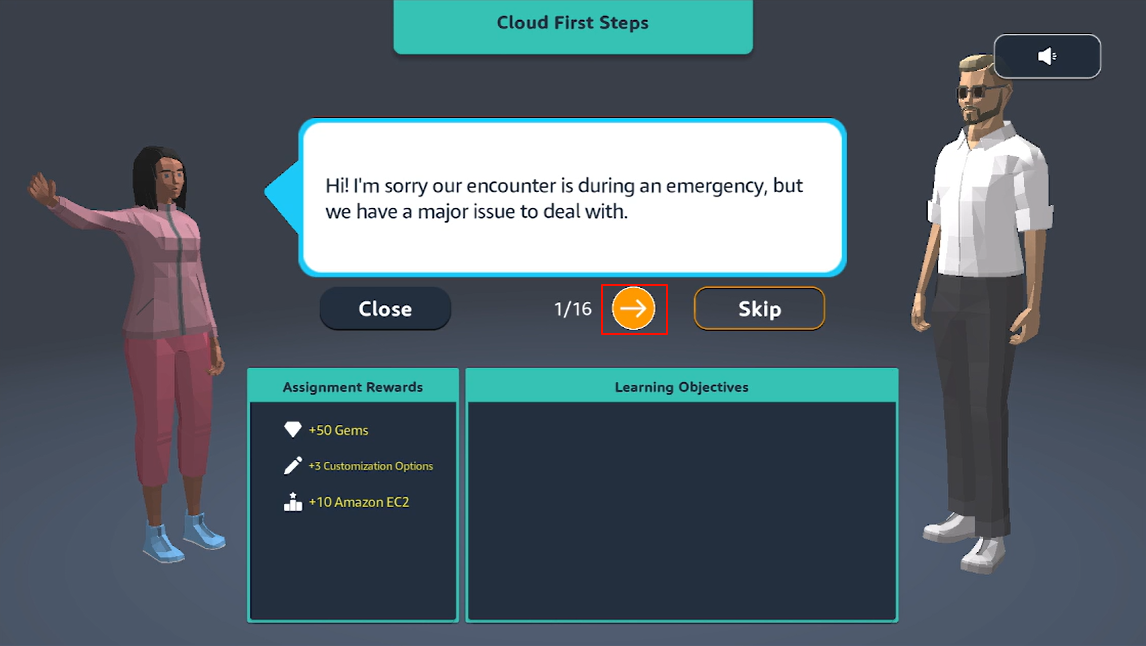 Cloud First Steps
Hi! I'm sorry our encounter is during an emergency, but
we have a major issue to deal with.
Close
1/16
Skip
Assignment Rewards
+50 Gems
+3 Customization Options
+10 Amazon EC2
Learning Objectives